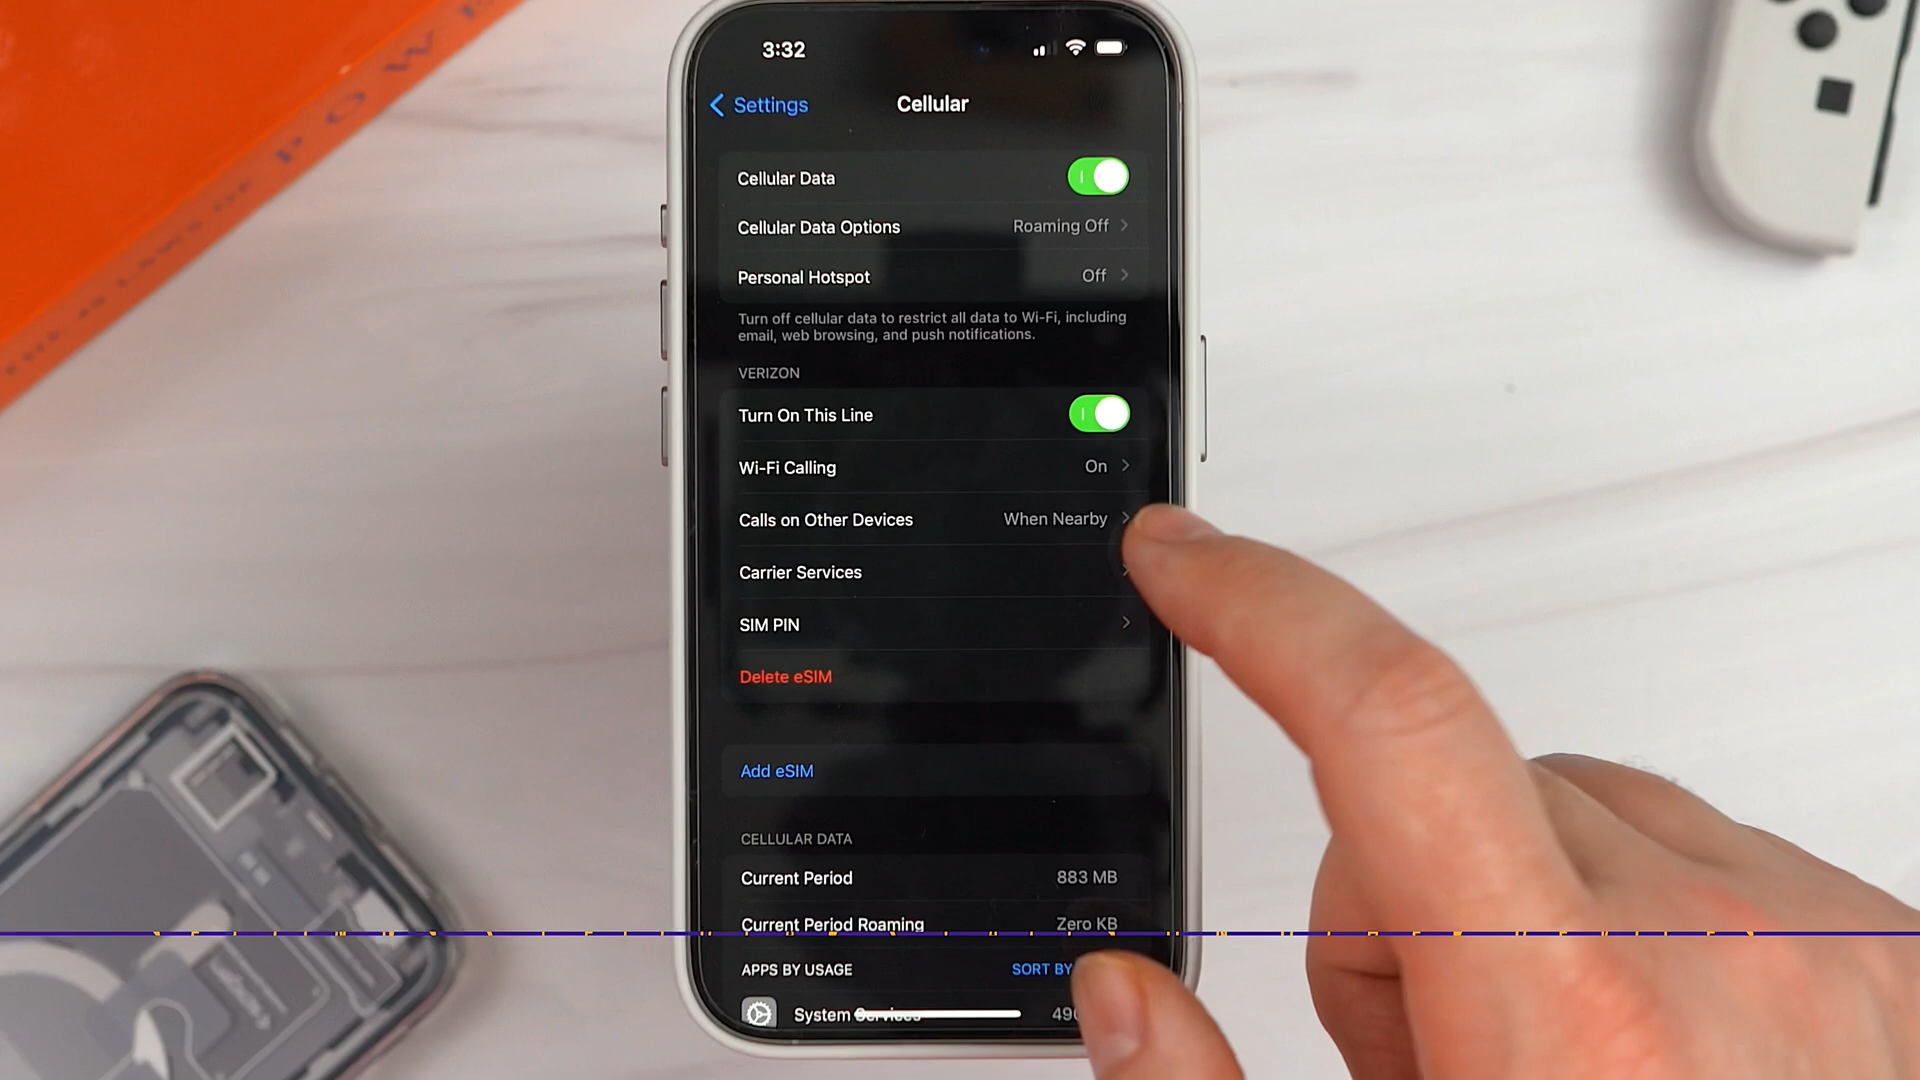 3:32
Settings
Cellular
Cellular Data
Cellular Data Options Roaming Off
Personal Hotspot Off
Turn off cellular data to restrict all data to Wi-Fi, including
email, web browsing, and push notifications.
VERIZON
Turn On This Line
Wi-Fi Calling On
Calls on Other Devices When Nearby
Carrier Services
SIM PIN
Delete eSIM
Add eSIM
CELLULAR DATA
Current Period 883 MB
Current Period Roaming Zero KB
APPS BY USAGE SORT BY
System Services